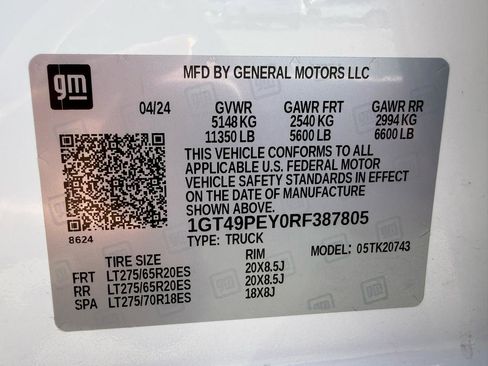 gm
MFD BY GENERAL MOTORS LLC
04/24 GVWR GAWR FRT GAWR RR
5148 KG 2540 KG 2994 KG
11350 LB 5600 LB 6600 LB
THIS VEHICLE CONFORMS TO ALL
APPLICABLE U.S. FEDERAL MOTOR
VEHICLE SAFETY STANDARDS IN EFFECT
ON THE DATE OF MANUFACTURE
SHOWN ABOVE.
8624 1GT49PEY0RF387805
TYPE: TRUCK MODEL: 05TK20743
TIRE SIZE RIM
FRT LT275/65R20ES 20X8.5J
RR LT275/65R20ES 20X8.5J
SPA LT275/70R18ES 18X8J